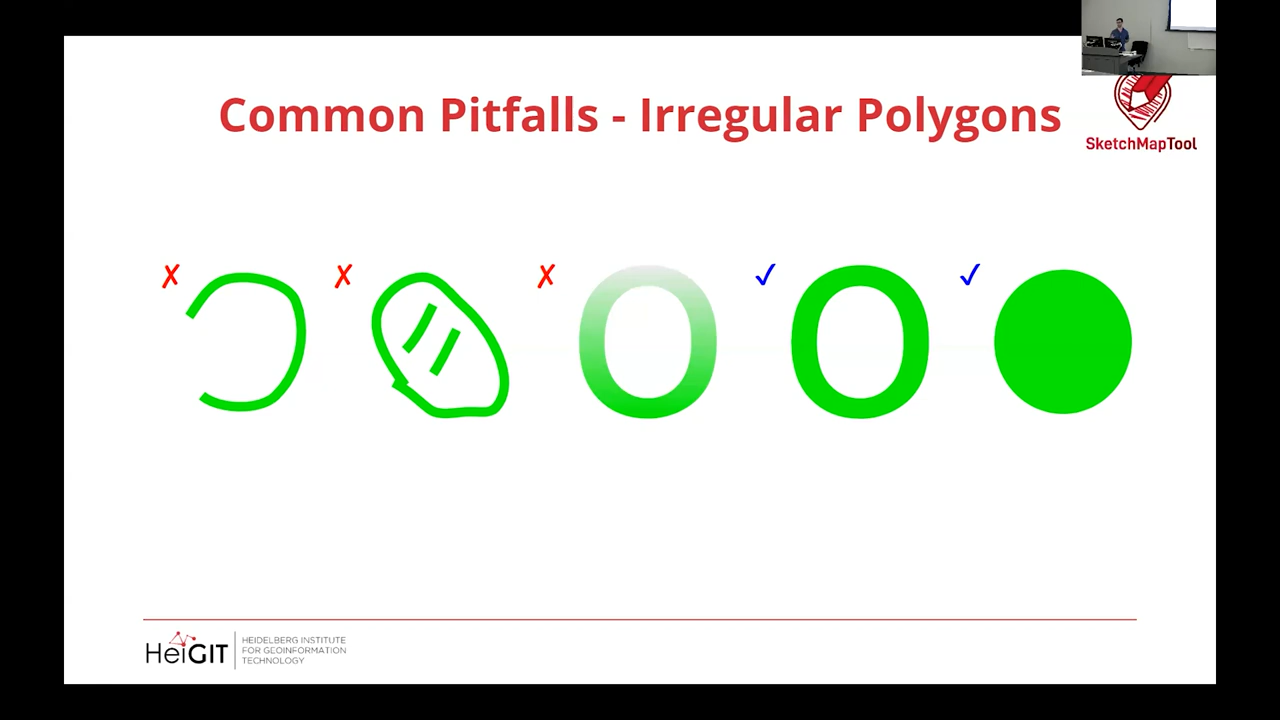 Common Pitfalls - Irregular Polygons
SketchMapTool
✗ ✗ ✗ ✓ ✓
HeiGIT
HEIDELBERG INSTITUTE
FOR GEOINFORMATION
TECHNOLOGY